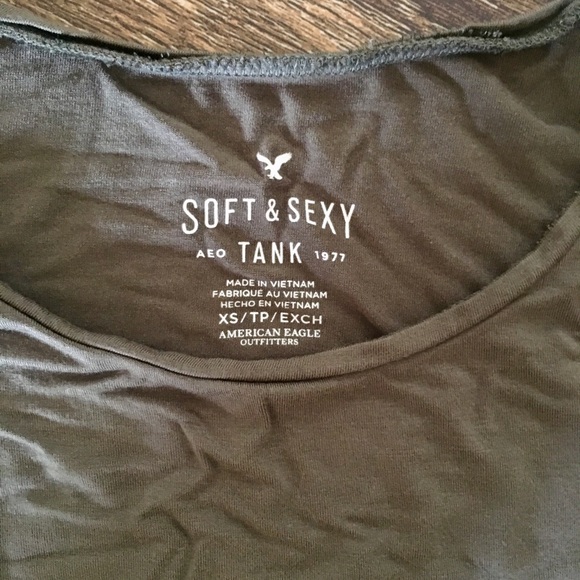 SOFT & SEXY
AEO TANK 1977
MADE IN VIETNAM
FABRIQUE AU VIETNAM
HECHO EN VIETNAM
XS/TP/EXCH
AMERICAN EAGLE
OUTFITTERS